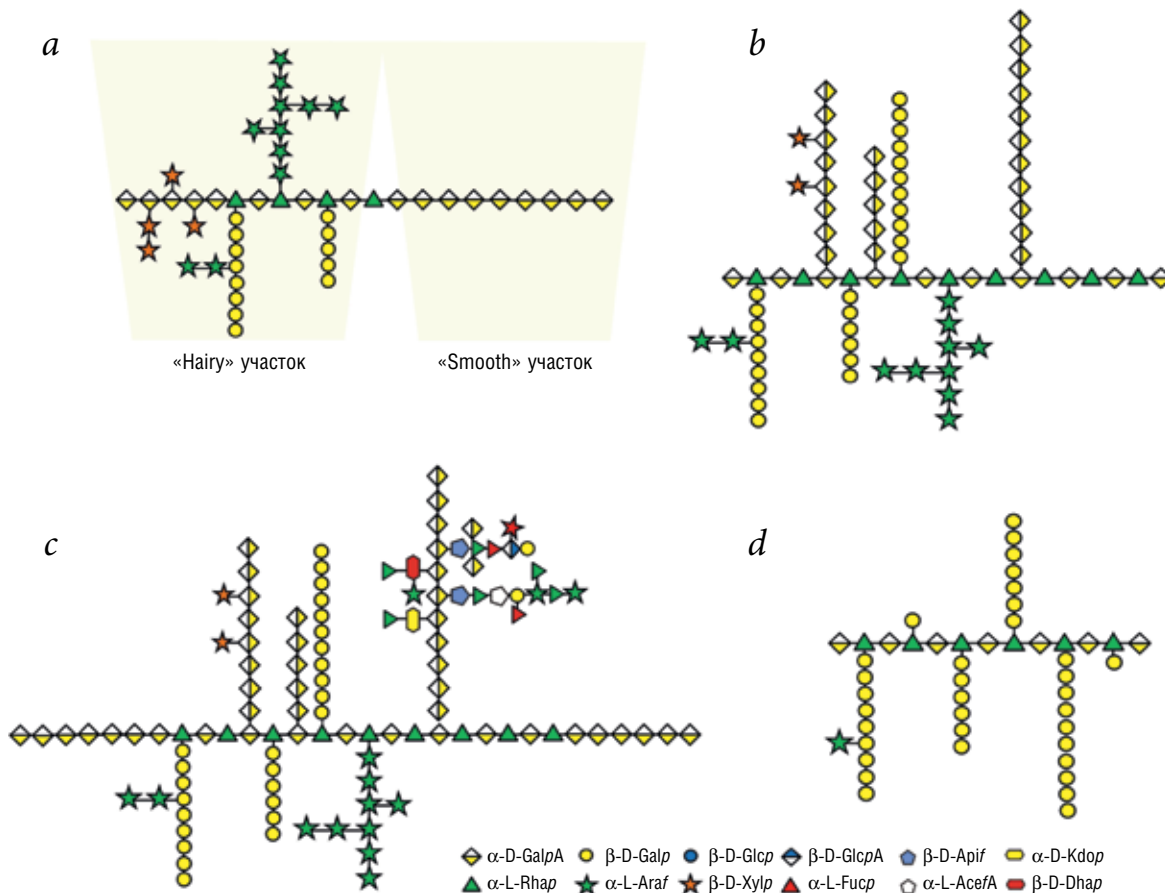 a
b
«Hairy» участок
«Smooth» участок
c
d
α-D-GalpA β-D-Galp β-D-Glcp β-D-GlcpA β-D-Apif α-D-Kdop
α-L-Rhap α-L-Araf β-D-Xylp α-L-Fucp α-L-AcefA β-D-Dhap